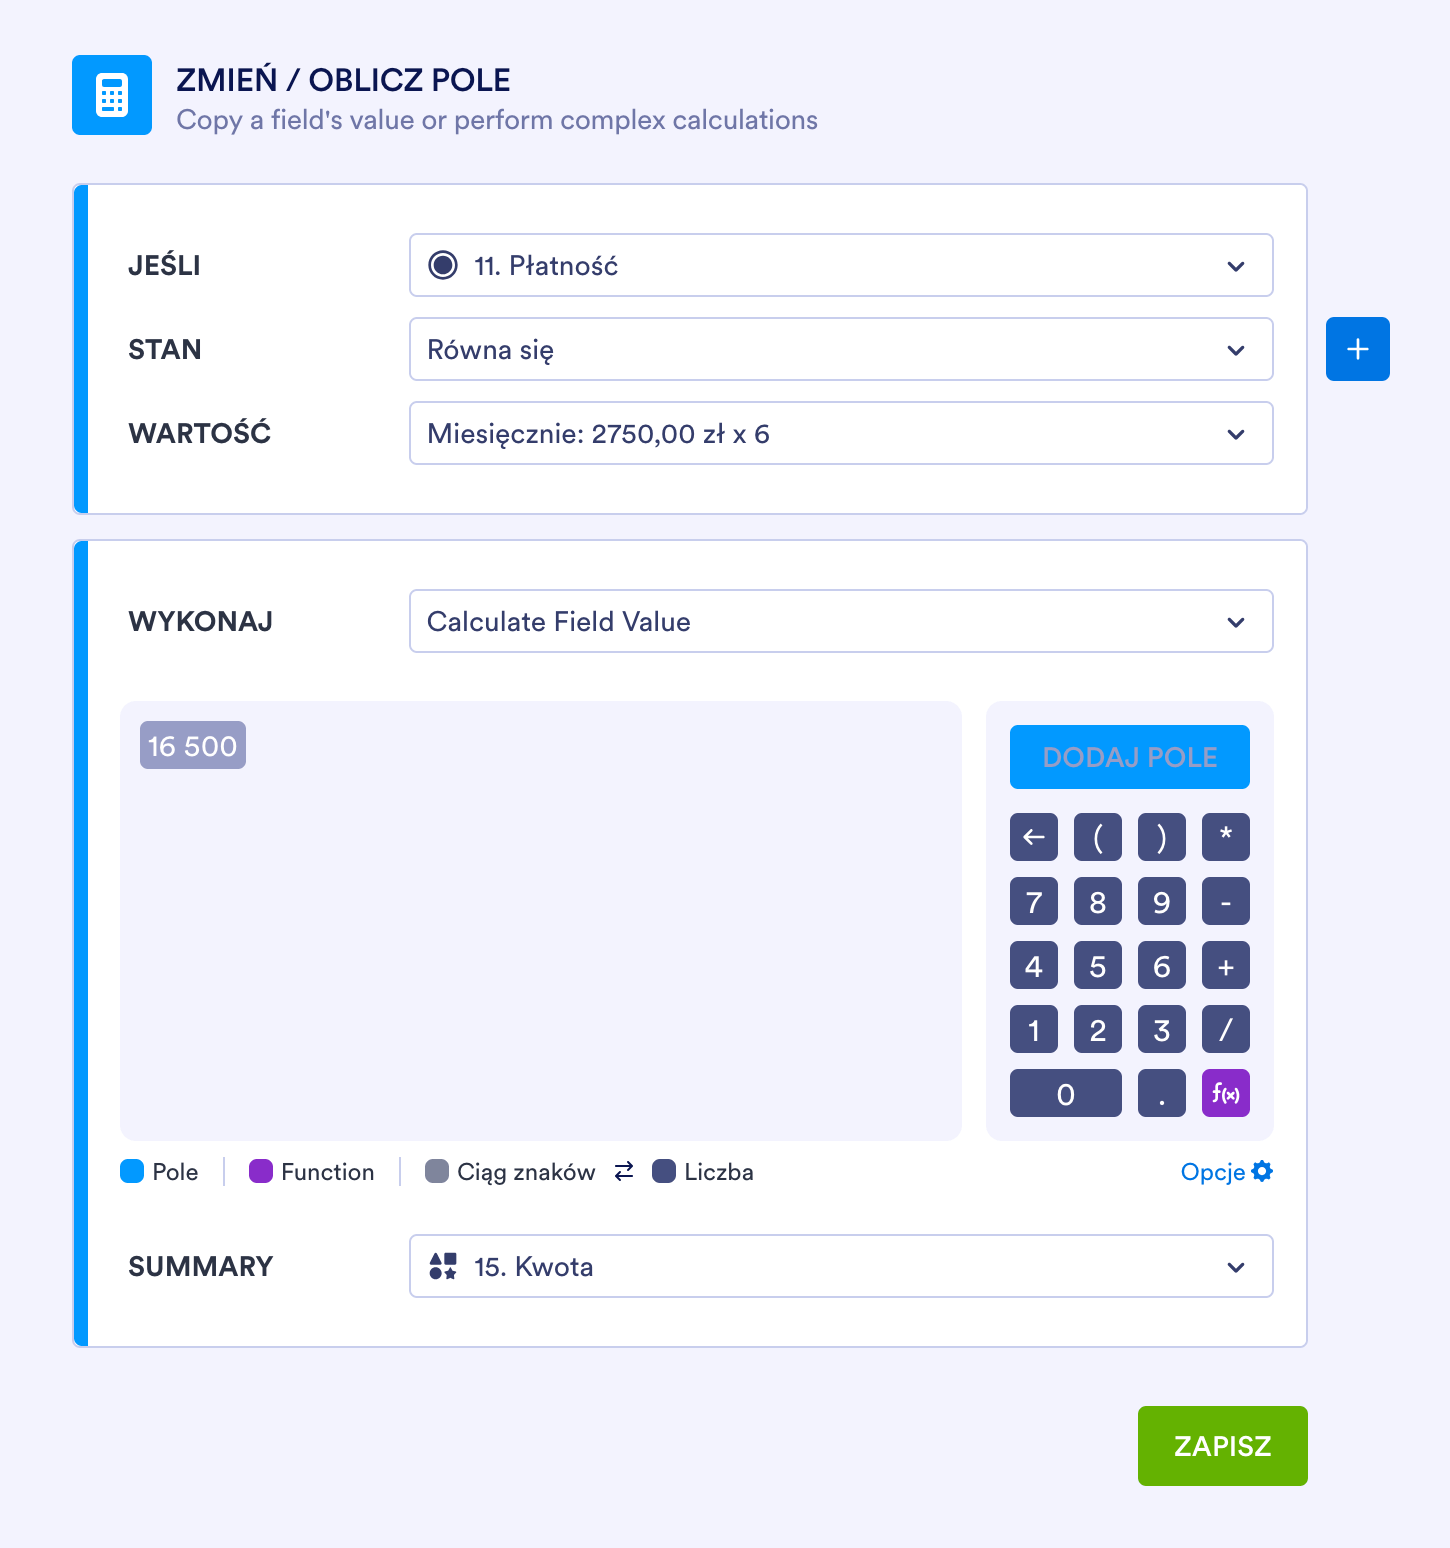 ZMIEŃ / OBLICZ POLE
Copy a field's value or perform complex calculations
JEŚLI
11. Płatność
STAN
Równa się
+
WARTOŚĆ
Miesięcznie: 2750,00 zł x 6
WYKONAJ
Calculate Field Value
16 500
DODAJ POLE
← ( ) *
7 8 9 -
4 5 6 +
1 2 3 /
0 . f(x)
Pole Function Ciąg znaków ⇄ Liczba Opcje
SUMMARY
15. Kwota
ZAPISZ